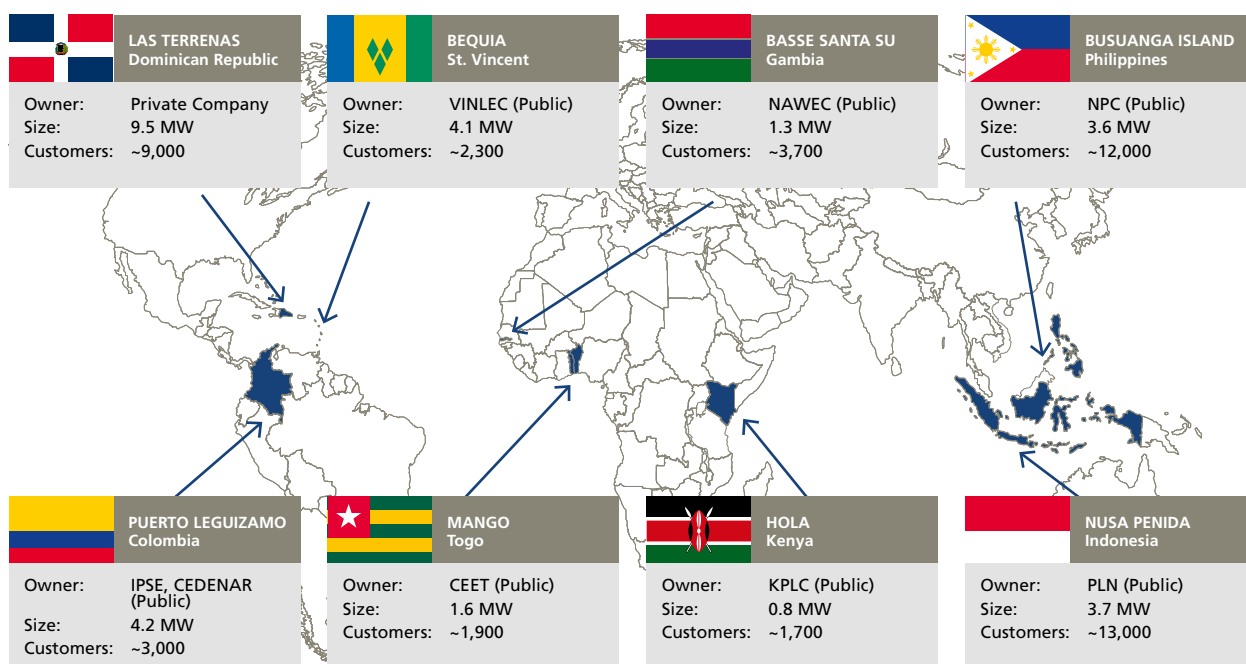 LAS TERRENAS
Dominican Republic
Owner: Private Company
Size: 9.5 MW
Customers: ~9,000
BEQUIA
St. Vincent
Owner: VINLEC (Public)
Size: 4.1 MW
Customers: ~2,300
BASSE SANTA SU
Gambia
Owner: NAWEC (Public)
Size: 1.3 MW
Customers: ~3,700
BUSUANGA ISLAND
Philippines
Owner: NPC (Public)
Size: 3.6 MW
Customers: ~12,000
PUERTO LEGUIZAMO
Colombia
Owner: IPSE, CEDENAR
(Public)
Size: 4.2 MW
Customers: ~3,000
MANGO
Togo
Owner: CEET (Public)
Size: 1.6 MW
Customers: ~1,900
HOLA
Kenya
Owner: KPLC (Public)
Size: 0.8 MW
Customers: ~1,700
NUSA PENIDA
Indonesia
Owner: PLN (Public)
Size: 3.7 MW
Customers: ~13,000